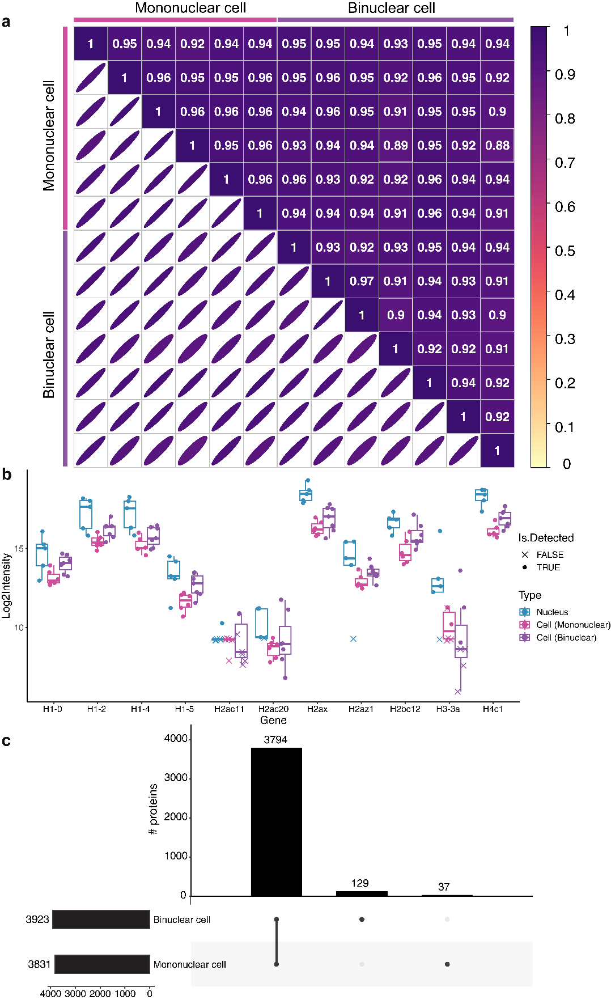 Mononuclear cell Binuclear cell
a
1 0.95 0.94 0.92 0.94 0.94 0.95 0.95 0.94 0.93 0.95 0.94 0.94
1 0.96 0.95 0.95 0.96 0.95 0.96 0.95 0.92 0.96 0.95 0.92
1 0.96 0.96 0.96 0.94 0.96 0.95 0.91 0.95 0.95 0.9
1 0.95 0.96 0.93 0.94 0.94 0.89 0.95 0.92 0.88
1 0.96 0.96 0.93 0.92 0.92 0.96 0.94 0.94
1 0.94 0.94 0.94 0.91 0.96 0.94 0.91
1 0.93 0.92 0.93 0.95 0.94 0.94
1 0.97 0.91 0.94 0.93 0.91
1 0.9 0.94 0.93 0.9
1 0.92 0.92 0.91
1 0.94 0.92
1 0.92
1
Mononuclear cell
Binuclear cell
1
0.9
0.8
0.7
0.6
0.5
0.4
0.3
0.2
0.1
0
b
Log2Intensity
15
10
H1-0 H1-2 H1-4 H1-5 H2ac11 H2ac20 H2ax H2az1 H2bc12 H3-3a H4c1
Gene
Is.Detected
FALSE
TRUE
Type
Nucleus
Cell (Mononuclear)
Cell (Binuclear)
c
# proteins
4000
3000
2000
1000
0
3794
129
37
3923 Binuclear cell
3831 Mononuclear cell
4000 3000 2000 1000 0